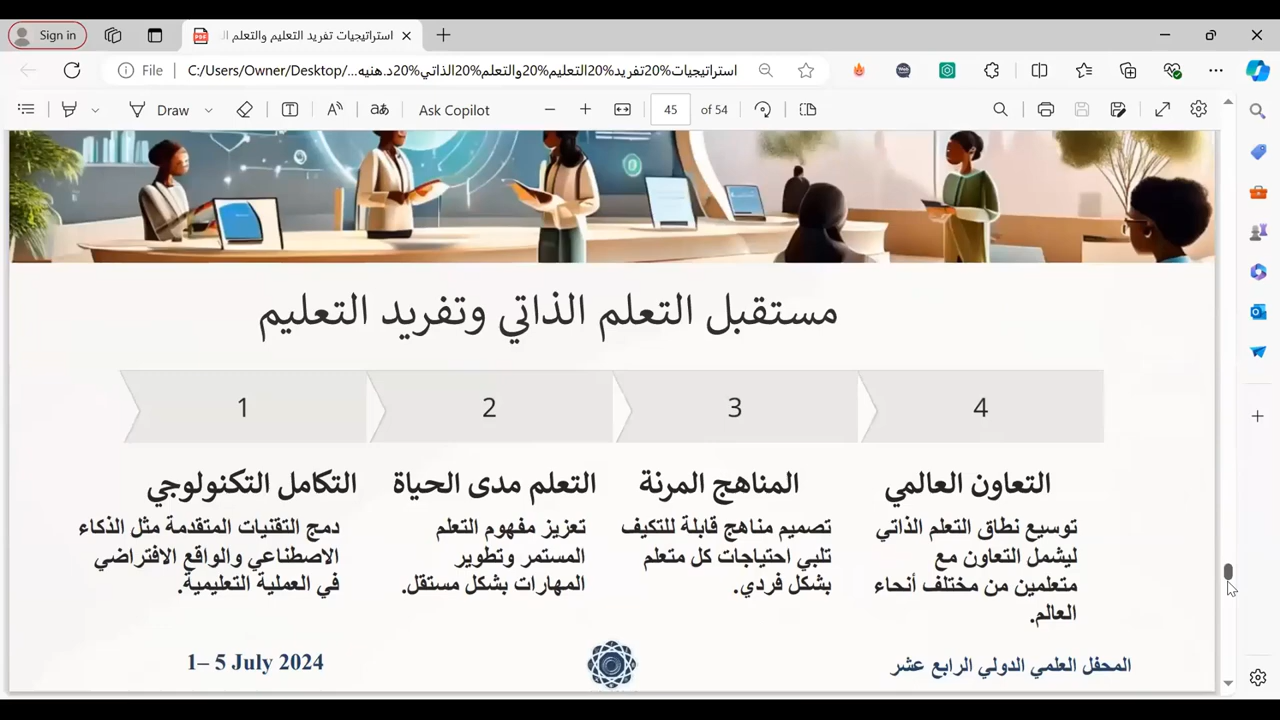 Sign in
استراتيجيات تفريد التعليم والتعلم ال
File
C:/Users/Owner/Desktop/...استراتيجيات%20تفريد%20التعليم%20والتعلم%20الذاتي%20د.هنيه
Draw
Ask Copilot
45 of 54
مستقبل التعلم الذاتي وتفريد التعليم
1
التكامل التكنولوجي
دمج التقنيات المتقدمة مثل الذكاء
الاصطناعي والواقع الافتراضي
في العملية التعليمية.
2
التعلم مدى الحياة
تعزيز مفهوم التعلم
المستمر وتطوير
المهارات بشكل مستقل.
3
المناهج المرنة
تصميم مناهج قابلة للتكيف
تلبي احتياجات كل متعلم
بشكل فردي.
4
التعاون العالمي
توسيع نطاق التعلم الذاتي
ليشمل التعاون مع
متعلمين من مختلف أنحاء
العالم.
1– 5 July 2024
المحفل العلمي الدولي الرابع عشر